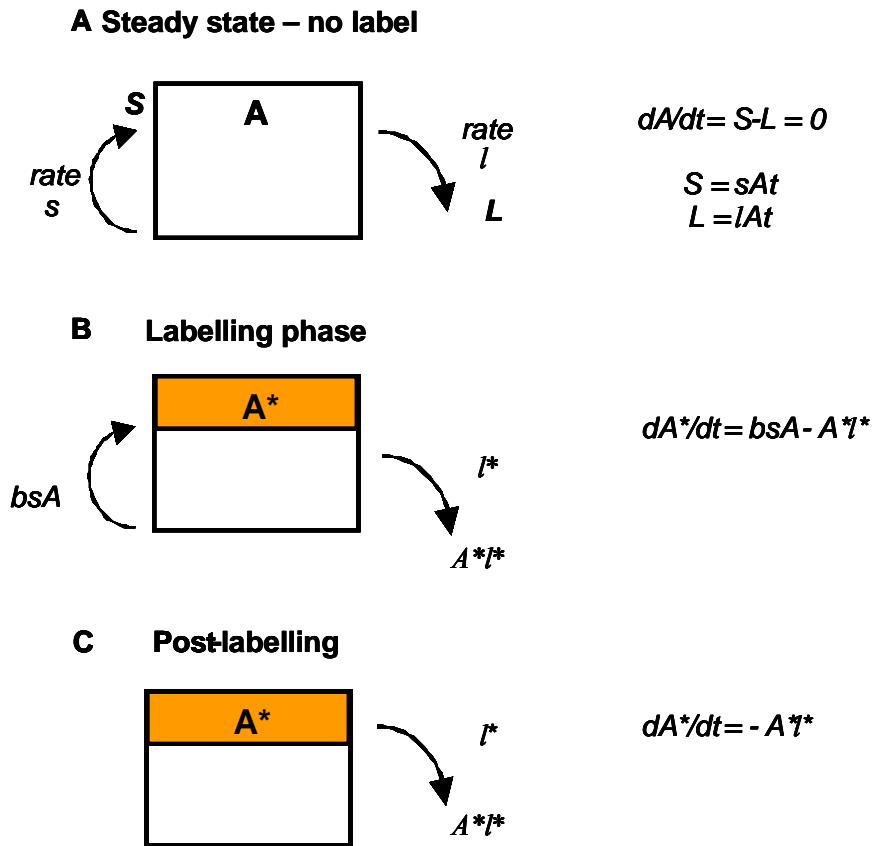 A Steady state – no label
S
A
rate
s
rate
l
L
dA/dt = S-L = 0
S = sAt
L = lAt
B Labelling phase
A*
bsA
l*
A*l*
dA*/dt = bsA - A*l*
C Post-labelling
A*
l*
A*l*
dA*/dt = - A*l*